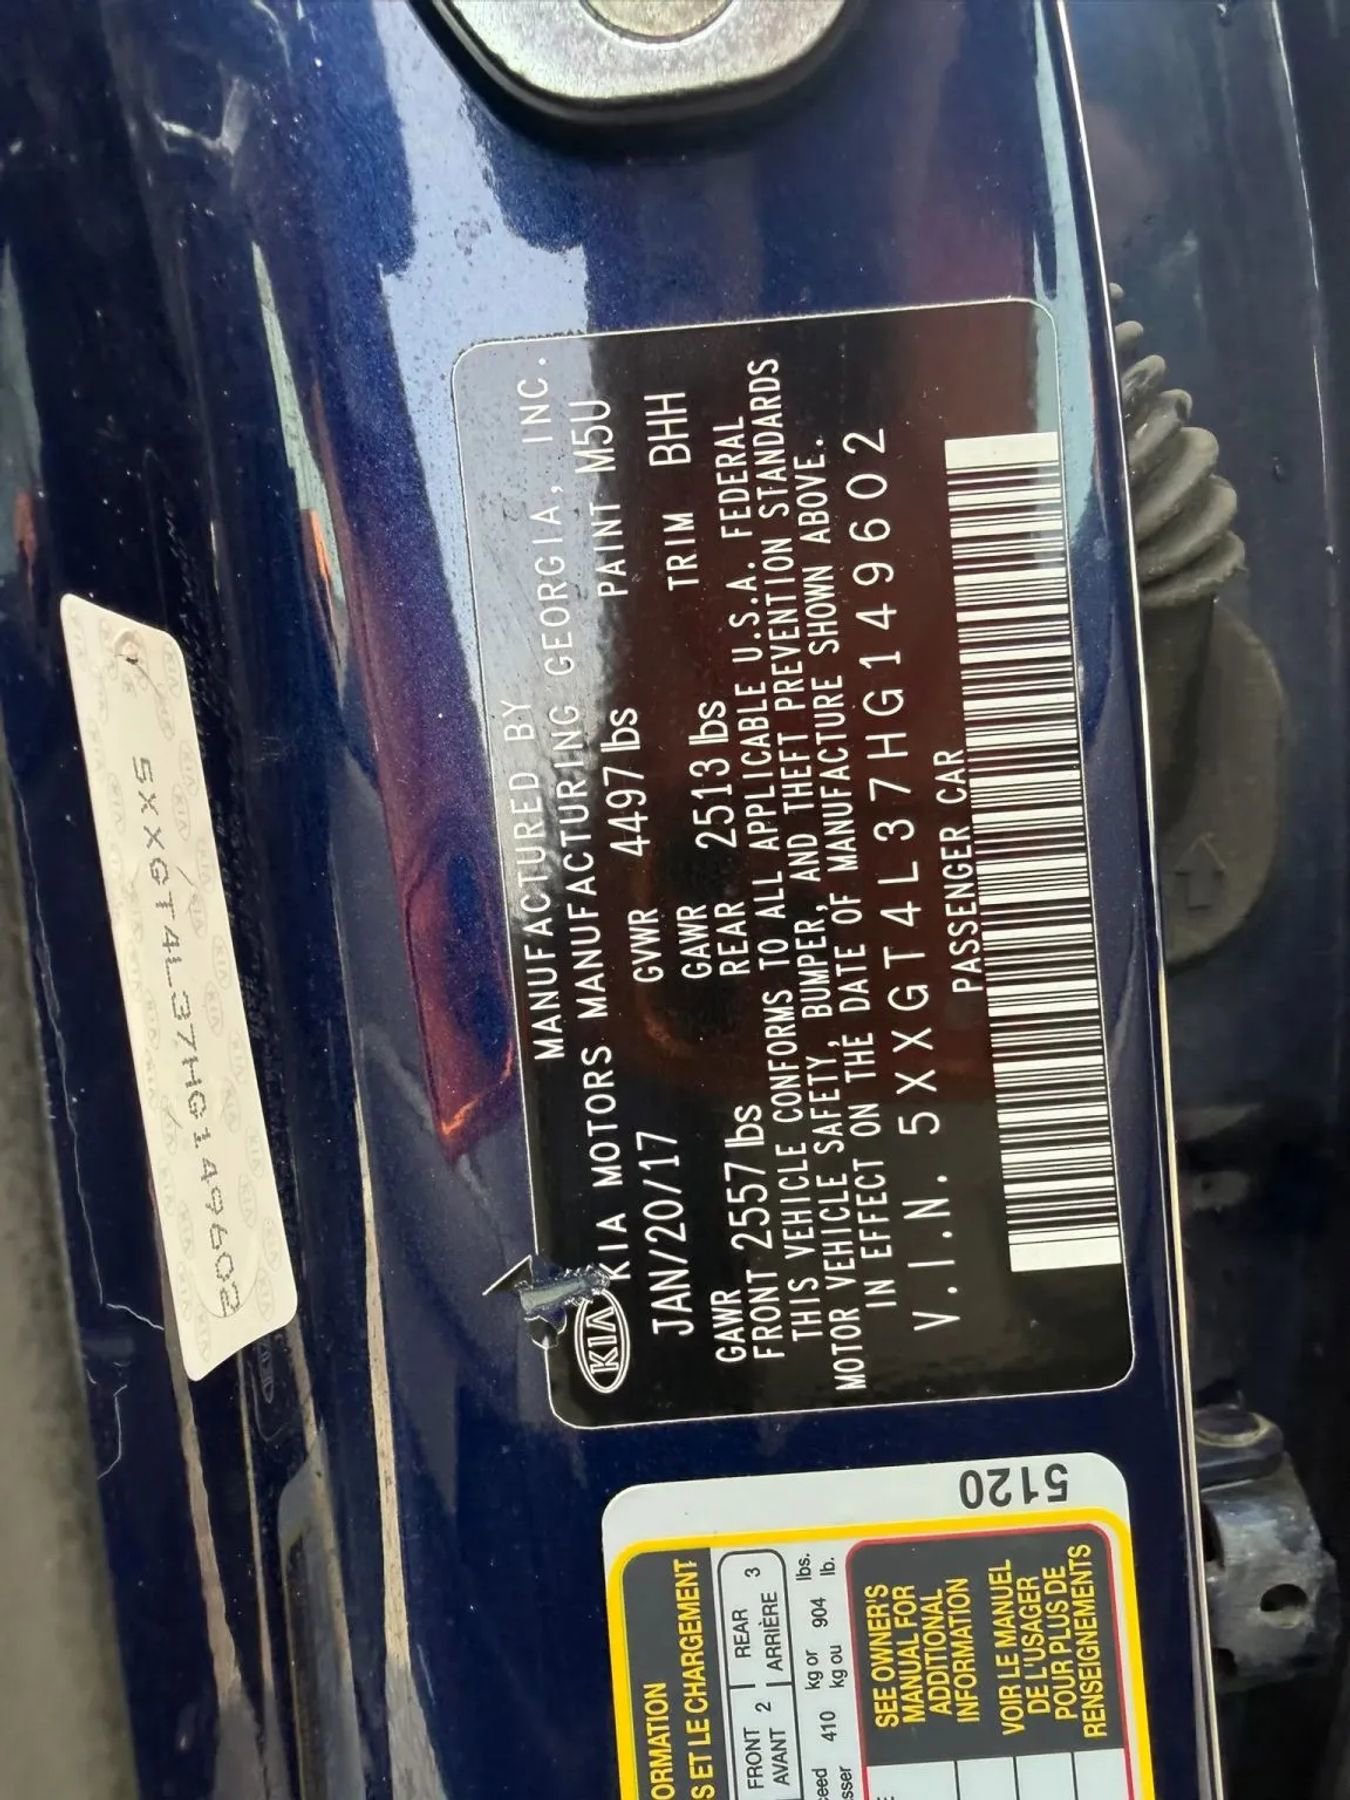 5XXGT4L37HG149602
MANUFACTURED BY
KIA KIA MOTORS MANUFACTURING GEORGIA, INC.
JAN/20/17 GVWR 4497 lbs PAINT M5U
GAWR GAWR TRIM BHH
FRONT 2557 lbs REAR 2513 lbs
THIS VEHICLE CONFORMS TO ALL APPLICABLE U.S.A. FEDERAL
MOTOR VEHICLE SAFETY, BUMPER, AND THEFT PREVENTION STANDARDS
IN EFFECT ON THE DATE OF MANUFACTURE SHOWN ABOVE.
V.I.N. 5XXGT4L37HG149602
PASSENGER CAR
5120
S ET LE CHARGEMENT
FRONT 2 REAR 3
AVANT ARRIÈRE
410 kg or 904 lbs.
kg ou lb.
SEE OWNER'S
MANUAL FOR
ADDITIONAL
INFORMATION
VOIR LE MANUEL
DE L'USAGER
POUR PLUS DE
RENSEIGNEMENTS